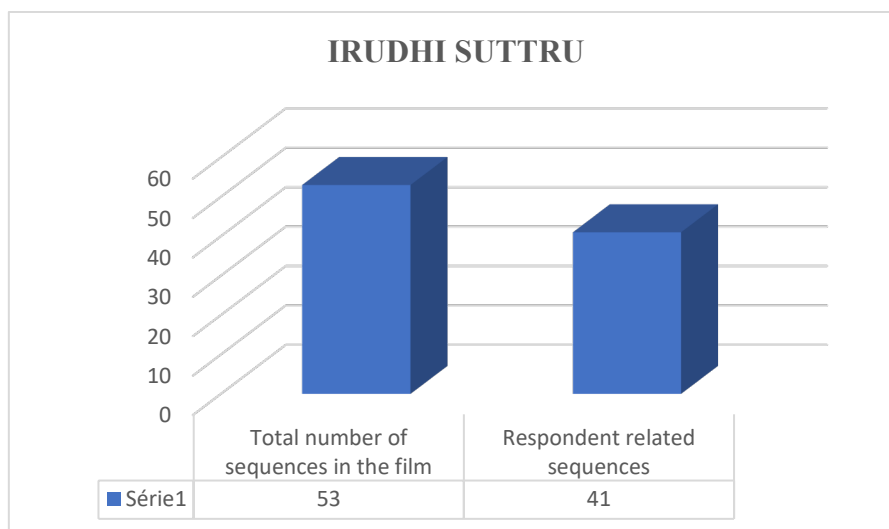 IRUDHI SUTTRU
60
50
40
30
20
10
0
Total number of
sequences in the film
Respondent related
sequences
Série1 53 41